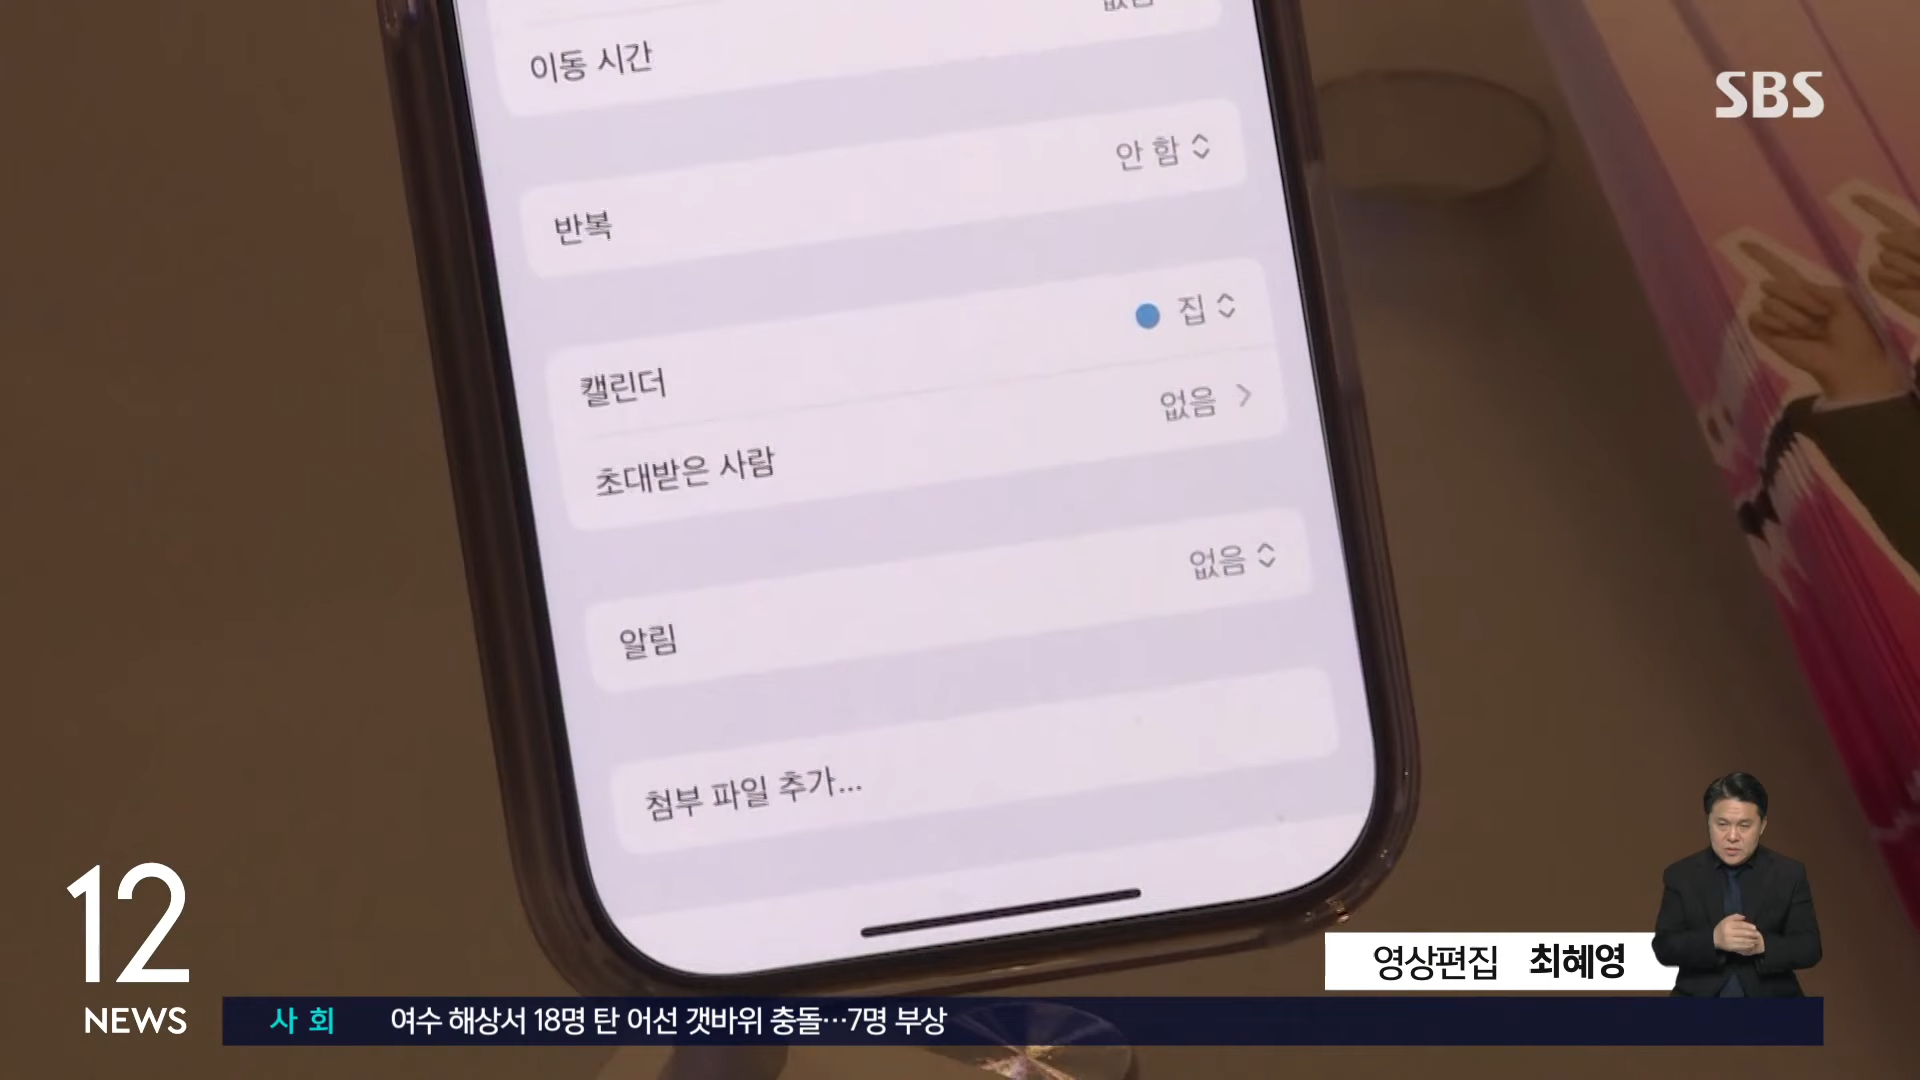 이동 시간
SBS
반복
안 함
캘린더
집
초대받은 사람
없음
알림
없음
첨부 파일 추가...
영상편집 최혜영
12
NEWS
사회 여수 해상서 18명 탄 어선 갯바위 충돌…7명 부상